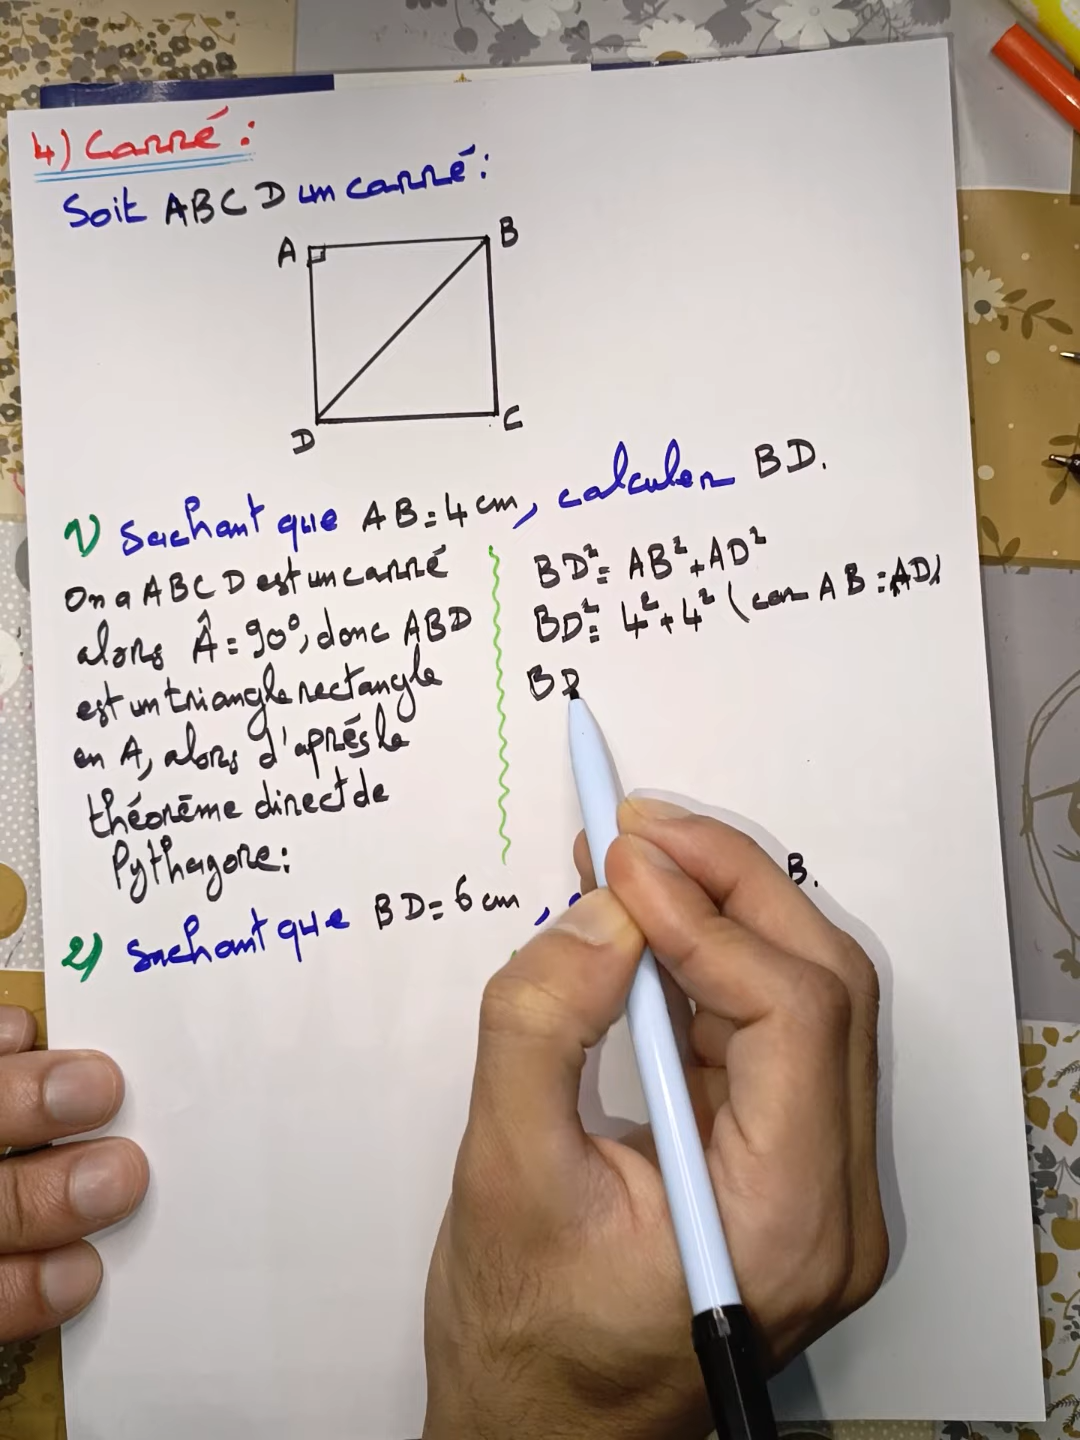 4) Carré :
Soit ABCD un carré :
A
B
D
C
1) Sachant que AB = 4 cm, calculer BD.
On a ABCD est un carré
alors Â = 90°, donc ABD
est un triangle rectangle
en A, alors d'après le
théorème direct de
Pythagore :
BD² = AB² + AD²
BD² = 4² + 4² (car AB = AD)
BD
2) Sachant que BD = 6 cm,
B.